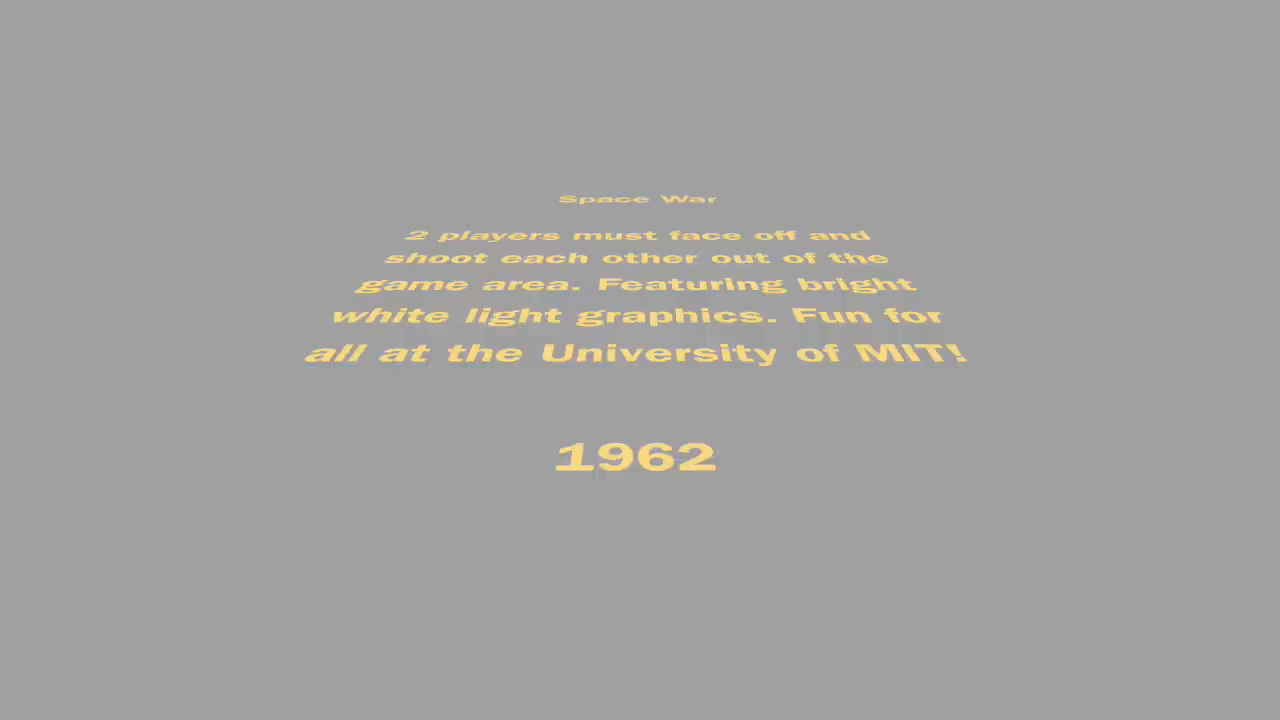 Space War
2 players must face off and
shoot each other out of the
game area. Featuring bright
white light graphics. Fun for
all at the University of MIT!
1962